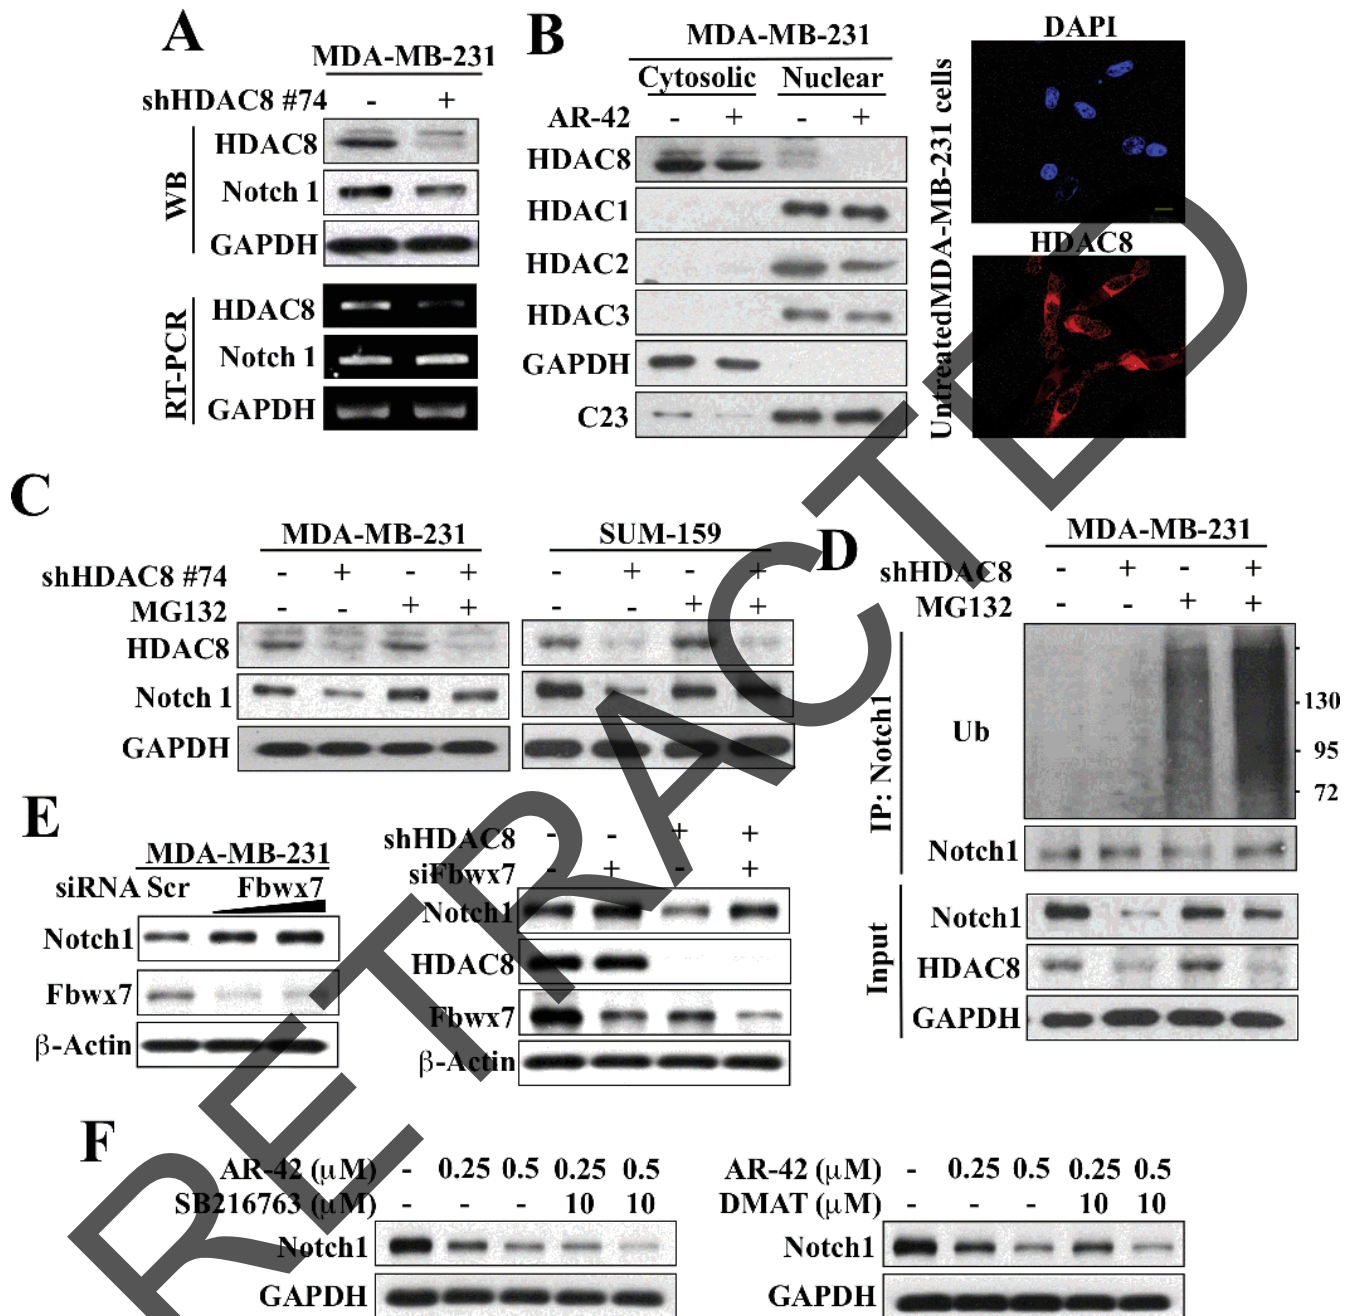 A
MDA-MB-231
shHDAC8 #74 - +
WB
HDAC8
Notch 1
GAPDH
RT-PCR
HDAC8
Notch 1
GAPDH
B
MDA-MB-231
Cytosolic Nuclear
AR-42 - + - +
HDAC8
HDAC1
HDAC2
HDAC3
GAPDH
C23
UntreatedMDA-MB-231 cells
DAPI
HDAC8
C
MDA-MB-231 SUM-159
shHDAC8 #74 - + - + - + - +
MG132 - - + + - - + +
HDAC8
Notch 1
GAPDH
D
MDA-MB-231
shHDAC8 - + - +
MG132 - - + +
IP: Notch1
Ub
130
95
72
Notch1
Input
Notch1
HDAC8
GAPDH
E
MDA-MB-231
siRNA Scr Fbwx7
Notch1
Fbwx7
β-Actin
shHDAC8 - - + +
siFbwx7 - + - +
Notch1
HDAC8
Fbwx7
β-Actin
F
AR-42 (μM) - 0.25 0.5 0.25 0.5
SB216763 (μM) - - - 10 10
Notch1
GAPDH
AR-42 (μM) - 0.25 0.5 0.25 0.5
DMAT (μM) - - - 10 10
Notch1
GAPDH
RETRACTED